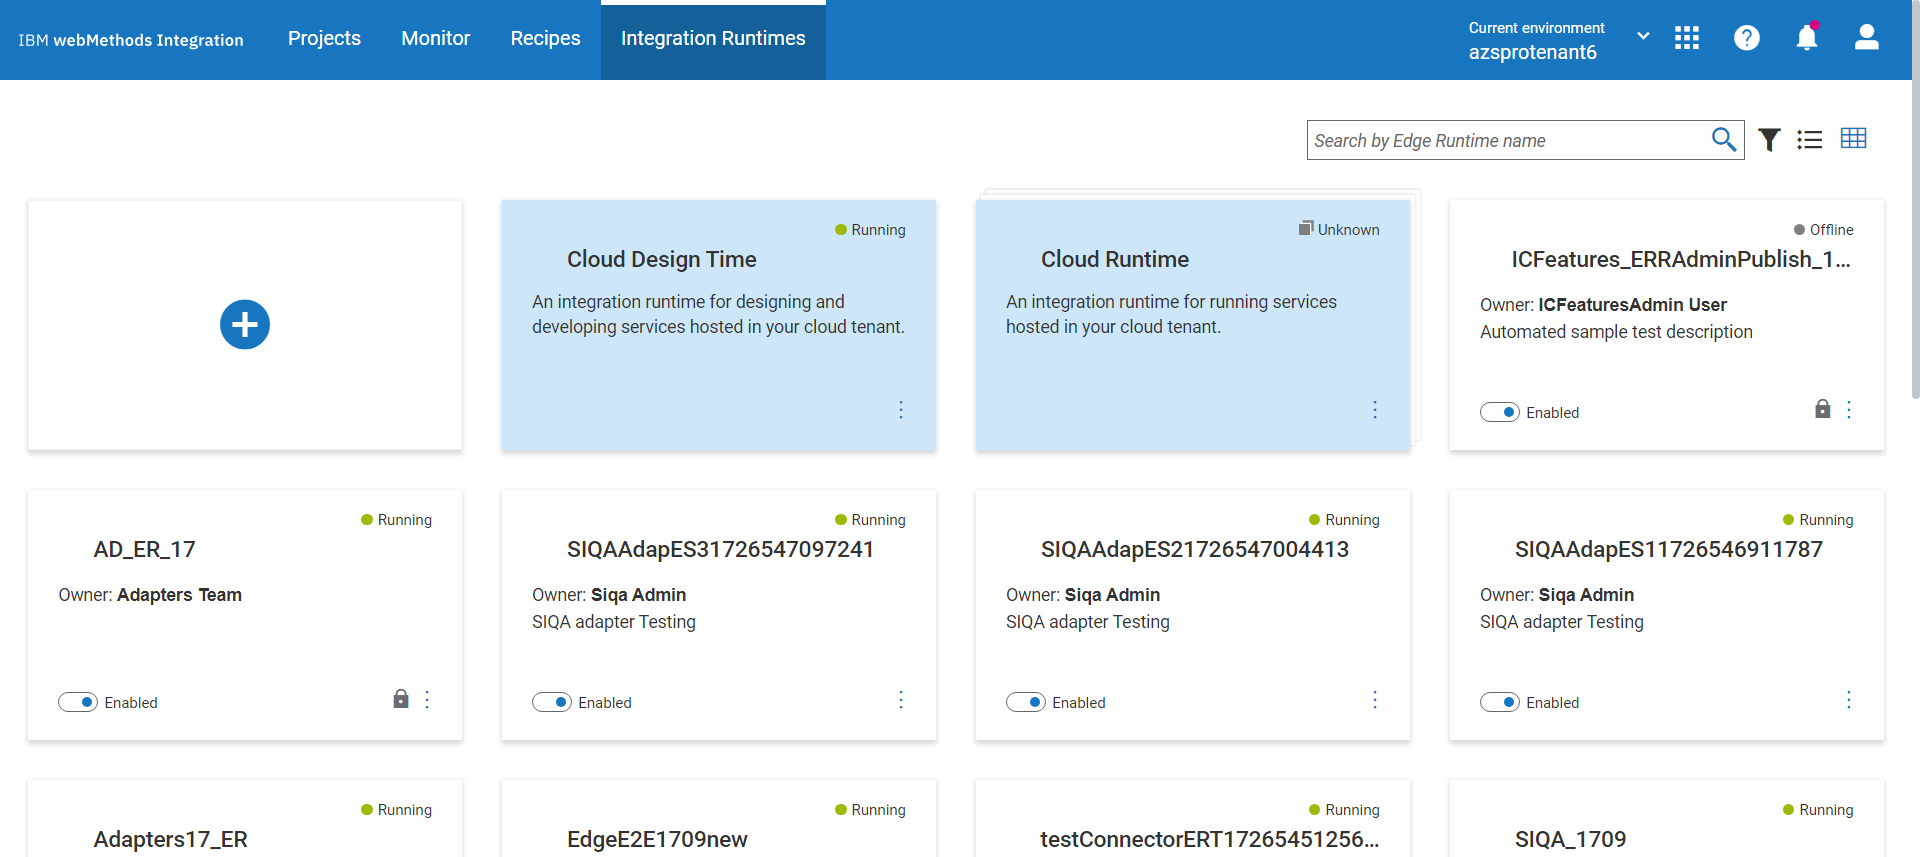 IBM webMethods Integration
Projects
Monitor
Recipes
Integration Runtimes
Current environment
azsprotenant6
Search by Edge Runtime name
Running
Cloud Design Time
An integration runtime for designing and
developing services hosted in your cloud tenant.
Unknown
Cloud Runtime
An integration runtime for running services
hosted in your cloud tenant.
Offline
ICFeatures_ERRAdminPublish_1...
Owner: ICFeaturesAdmin User
Automated sample test description
Enabled
Running
AD_ER_17
Owner: Adapters Team
Enabled
Running
SIQAAdapES31726547097241
Owner: Siqa Admin
SIQA adapter Testing
Enabled
Running
SIQAAdapES21726547004413
Owner: Siqa Admin
SIQA adapter Testing
Enabled
Running
SIQAAdapES11726546911787
Owner: Siqa Admin
SIQA adapter Testing
Enabled
Running
Adapters17_ER
Running
EdgeE2E1709new
Running
testConnectorERT17265451256...
Running
SIQA_1709